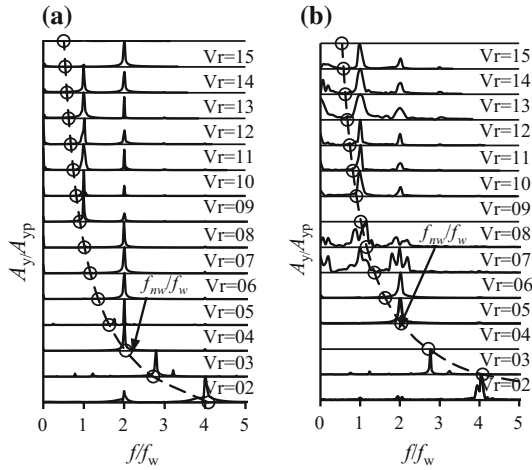 (a)
Vr=15
Vr=14
Vr=13
Vr=12
Vr=11
Vr=10
Vr=09
Vr=08
Vr=07
Vr=06
Vr=05
Vr=04
Vr=03
Vr=02
fnw/fw
Ay/Ayp
0 1 2 3 4 5
f/fw
(b)
Vr=15
Vr=14
Vr=13
Vr=12
Vr=11
Vr=10
Vr=09
Vr=08
Vr=07
Vr=06
Vr=05
Vr=04
Vr=03
Vr=02
fnw/fw
Ay/Ayp
0 1 2 3 4 5
f/fw